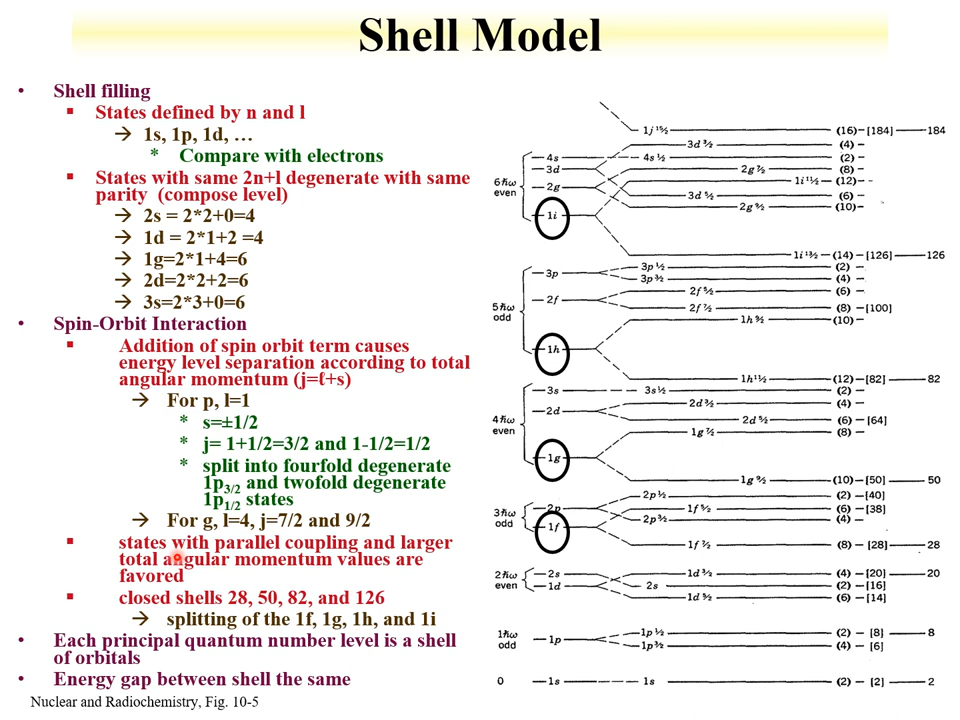 Shell Model
• Shell filling
▪ States defined by n and l
→ 1s, 1p, 1d, …
* Compare with electrons
▪ States with same 2n+l degenerate with same
parity (compose level)
→ 2s = 2*2+0=4
→ 1d = 2*1+2 =4
→ 1g=2*1+4=6
→ 2d=2*2+2=6
→ 3s=2*3+0=6
• Spin-Orbit Interaction
▪ Addition of spin orbit term causes
energy level separation according to total
angular momentum (j=ℓ+s)
→ For p, l=1
* s=±1/2
* j= 1+1/2=3/2 and 1-1/2=1/2
* split into fourfold degenerate
1p3/2 and twofold degenerate
1p1/2 states
→ For g, l=4, j=7/2 and 9/2
▪ states with parallel coupling and larger
total angular momentum values are
favored
▪ closed shells 28, 50, 82, and 126
→ splitting of the 1f, 1g, 1h, and 1i
• Each principal quantum number level is a shell
of orbitals
• Energy gap between shell the same
Nuclear and Radiochemistry, Fig. 10-5
1j 15/2 (16) [184] 184
3d 3/2 (4)
4s 4s 1/2 (2)
3d 2g 7/2 (8)
6ħω even
1i 11/2 (12)
2g 3d 5/2 (6)
2g 9/2 (10)
1i
1i 13/2 (14) [126] 126
3p 1/2 (2)
3p 3p 3/2 (4)
2f 5/2 (6)
2f 2f 7/2 (8) [100]
5ħω odd
1h 9/2 (10)
1h
1h 11/2 (12) [82] 82
3s 3s 1/2 (2)
2d 3/2 (4)
2d 2d 5/2 (6) [64]
4ħω even
1g 7/2 (8)
1g
1g 9/2 (10) [50] 50
2p 1/2 (2) [40]
2p 1f 5/2 (6) [38]
3ħω odd
2p 3/2 (4)
1f
1f 7/2 (8) [28] 28
2ħω even
2s 1d 3/2 (4) [20] 20
1d 2s (2) [16]
1d 5/2 (6) [14]
1ħω odd
1p 1p 1/2 (2) [8] 8
1p 3/2 (4) [6]
0 1s 1s (2) [2] 2